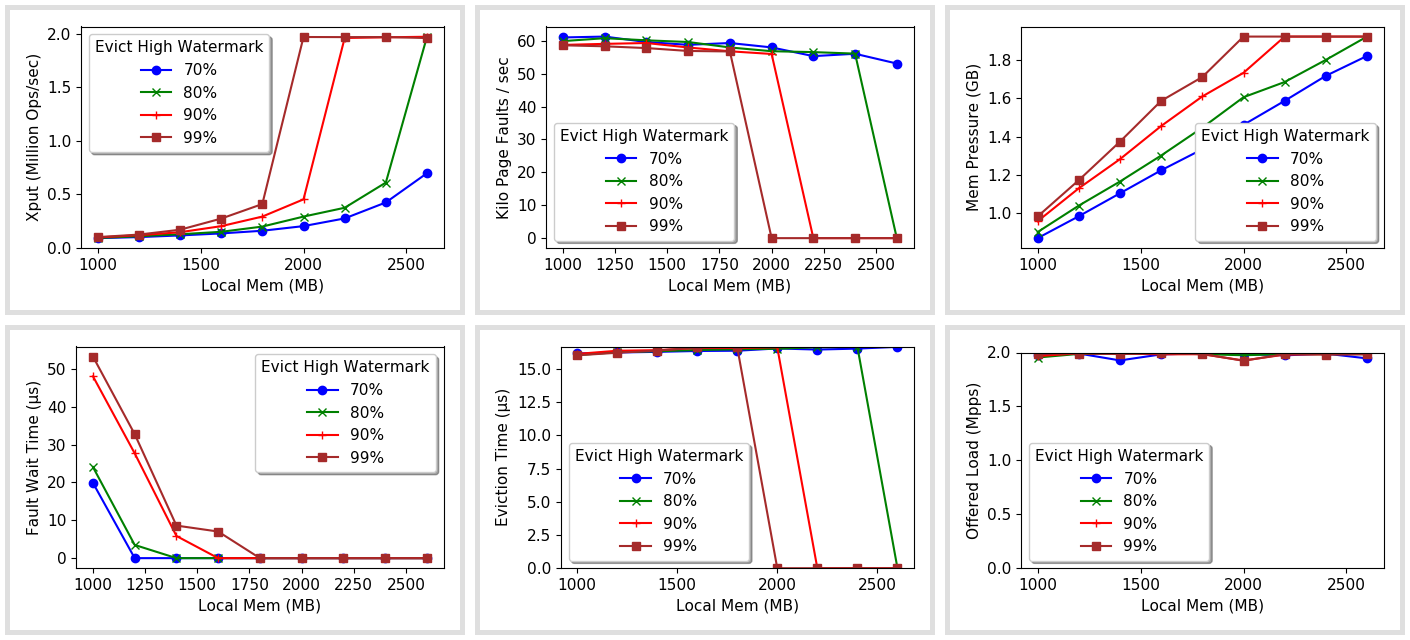 Xput (Million Ops/sec)
2.0
1.5
1.0
0.5
0.0
Evict High Watermark
70%
80%
90%
99%
1000 1500 2000 2500
Local Mem (MB)
Kilo Page Faults / sec
60
50
40
30
20
10
0
Evict High Watermark
70%
80%
90%
99%
1000 1250 1500 1750 2000 2250 2500
Local Mem (MB)
Mem Pressure (GB)
1.8
1.6
1.4
1.2
1.0
Evict High Watermark
70%
80%
90%
99%
1000 1500 2000 2500
Local Mem (MB)
Fault Wait Time (µs)
50
40
30
20
10
0
Evict High Watermark
70%
80%
90%
99%
1000 1250 1500 1750 2000 2250 2500
Local Mem (MB)
Eviction Time (µs)
15.0
12.5
10.0
7.5
5.0
2.5
0.0
Evict High Watermark
70%
80%
90%
99%
1000 1500 2000 2500
Local Mem (MB)
Offered Load (Mpps)
2.0
1.5
1.0
0.5
0.0
Evict High Watermark
70%
80%
90%
99%
1000 1500 2000 2500
Local Mem (MB)